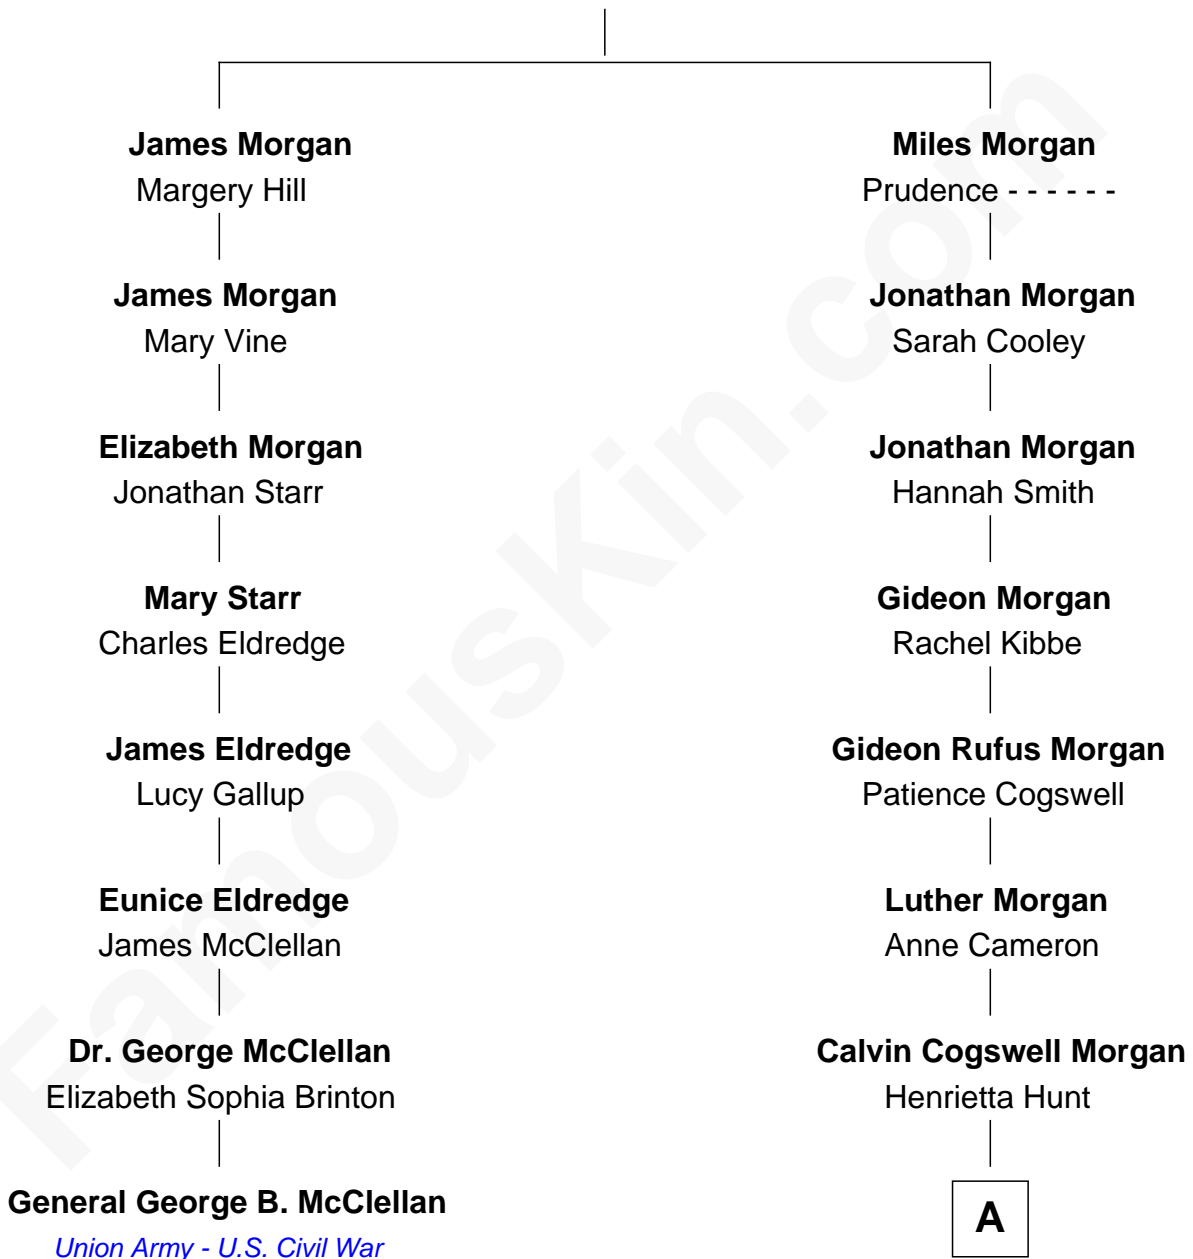 James Morgan
Margery Hill
Miles Morgan
Prudence - - - - - -
James Morgan
Mary Vine
Jonathan Morgan
Sarah Cooley
Elizabeth Morgan
Jonathan Starr
Jonathan Morgan
Hannah Smith
Mary Starr
Charles Eldredge
Gideon Morgan
Rachel Kibbe
James Eldredge
Lucy Gallup
Gideon Rufus Morgan
Patience Cogswell
Eunice Eldredge
James McClellan
Luther Morgan
Anne Cameron
Dr. George McClellan
Elizabeth Sophia Brinton
Calvin Cogswell Morgan
Henrietta Hunt
General George B. McClellan
Union Army - U.S. Civil War
A
FamousKin.com